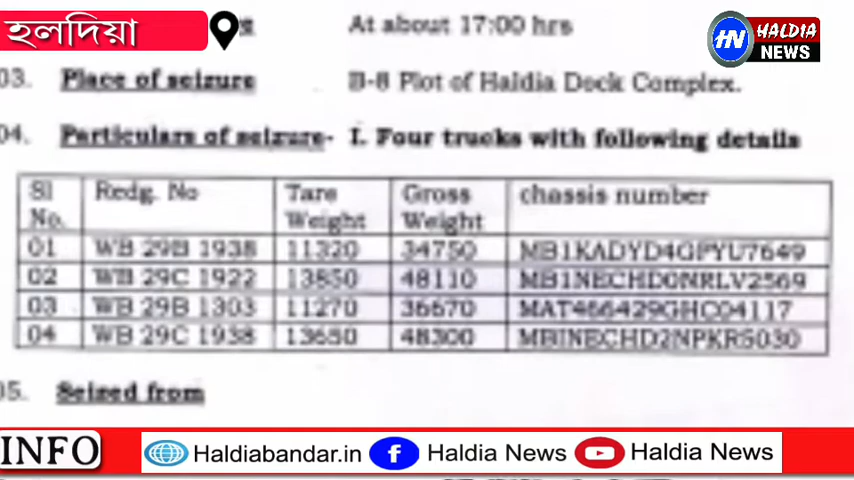 হলদিয়া
At about 17:00 hrs
HN HALDIA NEWS
03. Place of seizure B-8 Plot of Haldia Dock Complex.
04. Particulars of seizure- I. Four trucks with following details
Sl No. Redg. No Tare Weight Gross Weight chassis number
01 WB 29B 1938 11320 34750 MB1KADYD4GPYU7649
02 WB 29C 1922 13850 48110 MB1NECHD0NRLV2569
03 WB 29B 1303 11270 36670 MAT466429GHC04117
04 WB 29C 1938 13650 48300 MBINECHD2NPKR5030
05. Seized from
INFO Haldiabandar.in f Haldia News Haldia News